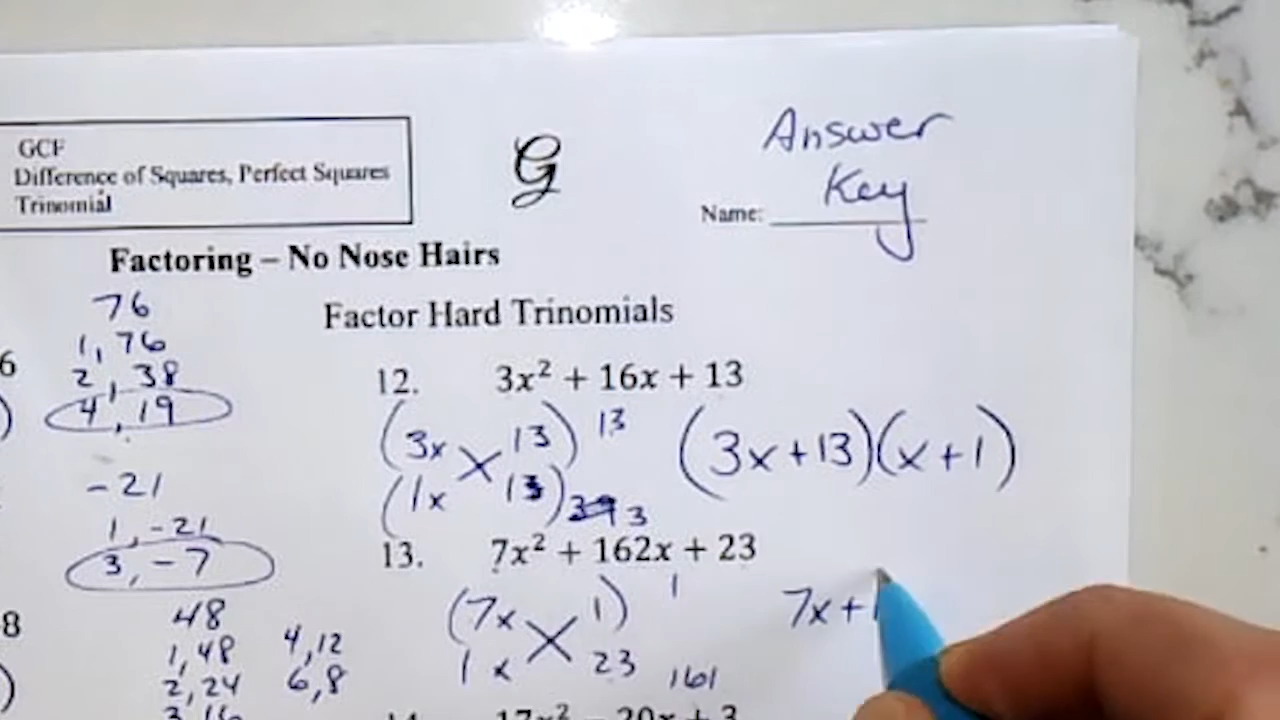 GCF
Difference of Squares, Perfect Squares
Trinomial
G
Answer
Key
Name:
Factoring – No Nose Hairs
76
1, 76
2, 38
4, 19
-21
1, -21
3, -7
48
1, 48 4, 12
2, 24 6, 8
6
)
8
)
Factor Hard Trinomials
12. 3x² + 16x + 13
(3x 13) 13 (3x+13)(x+1)
(1x
3
13. 7x² + 162x + 23
(7x 1) 1 7x+1
1x 23 161